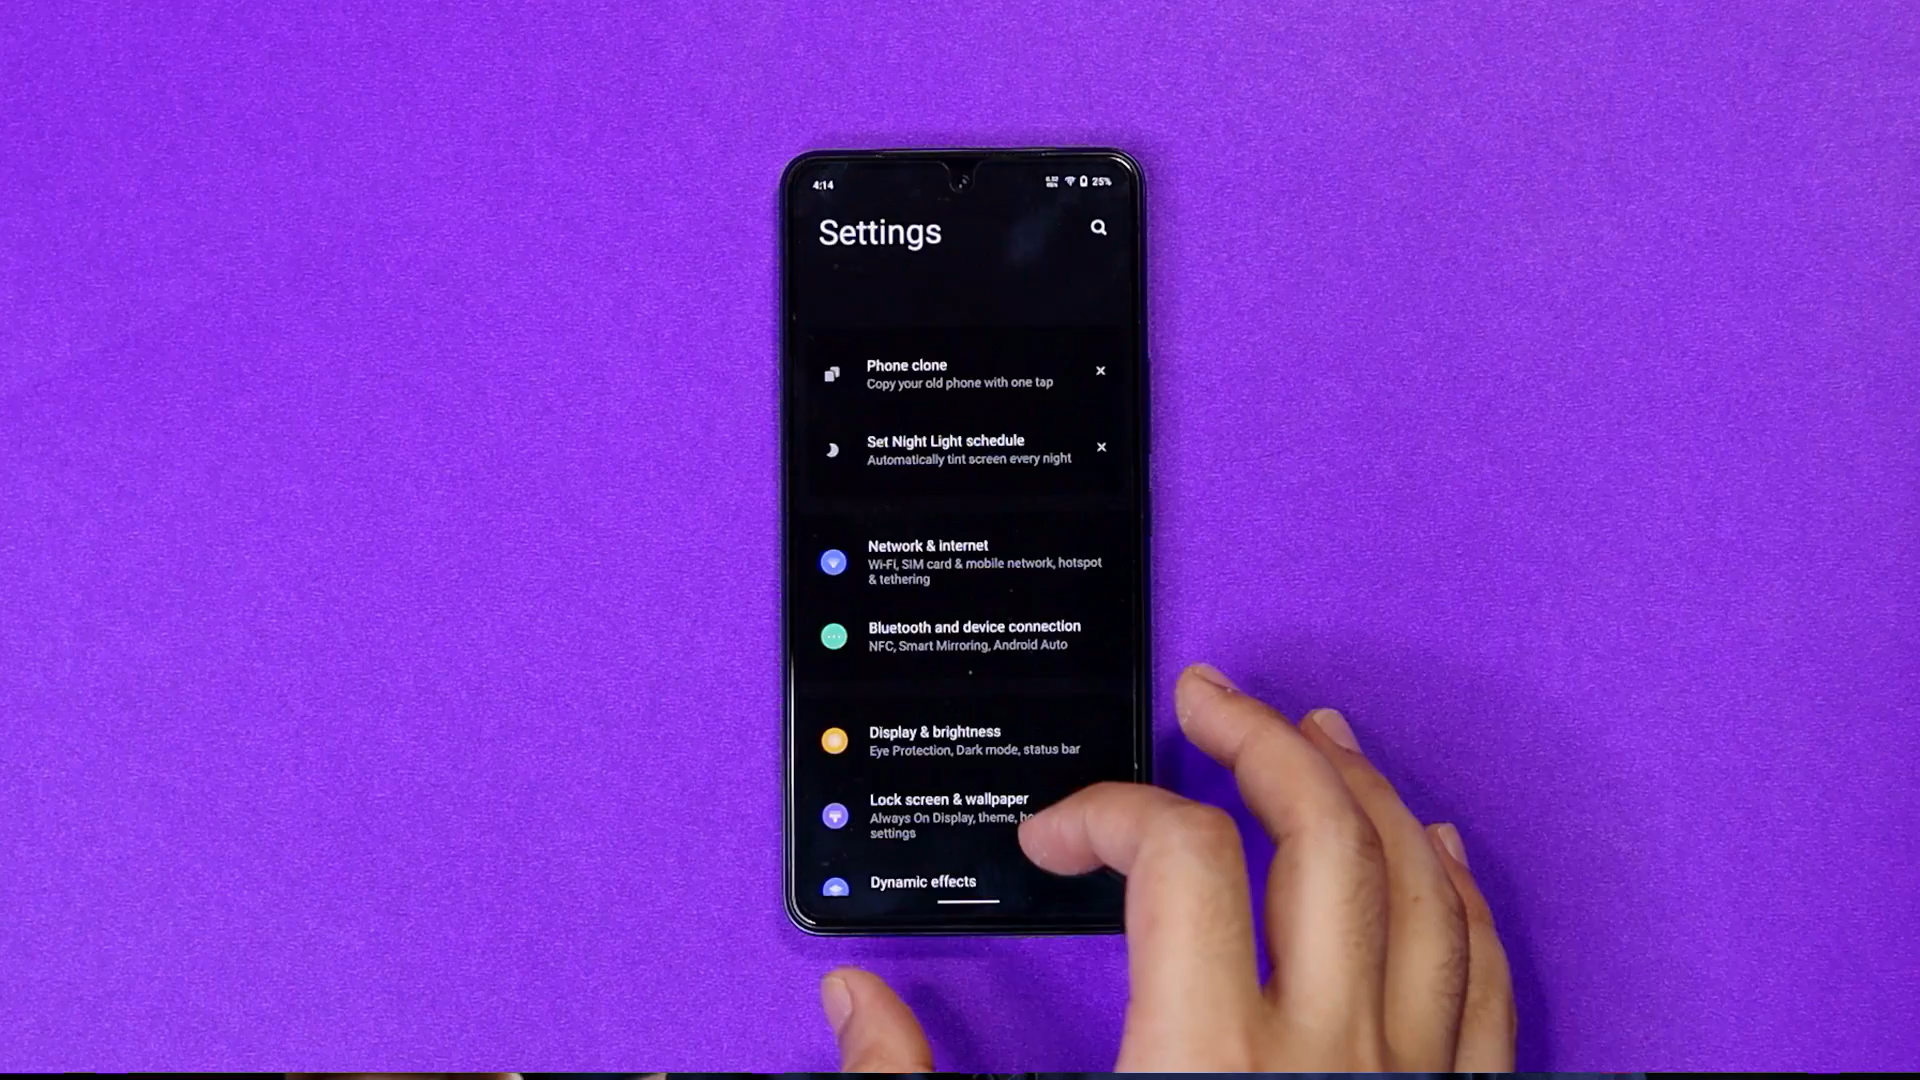 4:14
25%
Settings
Phone clone
Copy your old phone with one tap
Set Night Light schedule
Automatically tint screen every night
Network & internet
Wi-Fi, SIM card & mobile network, hotspot
& tethering
Bluetooth and device connection
NFC, Smart Mirroring, Android Auto
Display & brightness
Eye Protection, Dark mode, status bar
Lock screen & wallpaper
Always On Display, theme,
settings
Dynamic effects